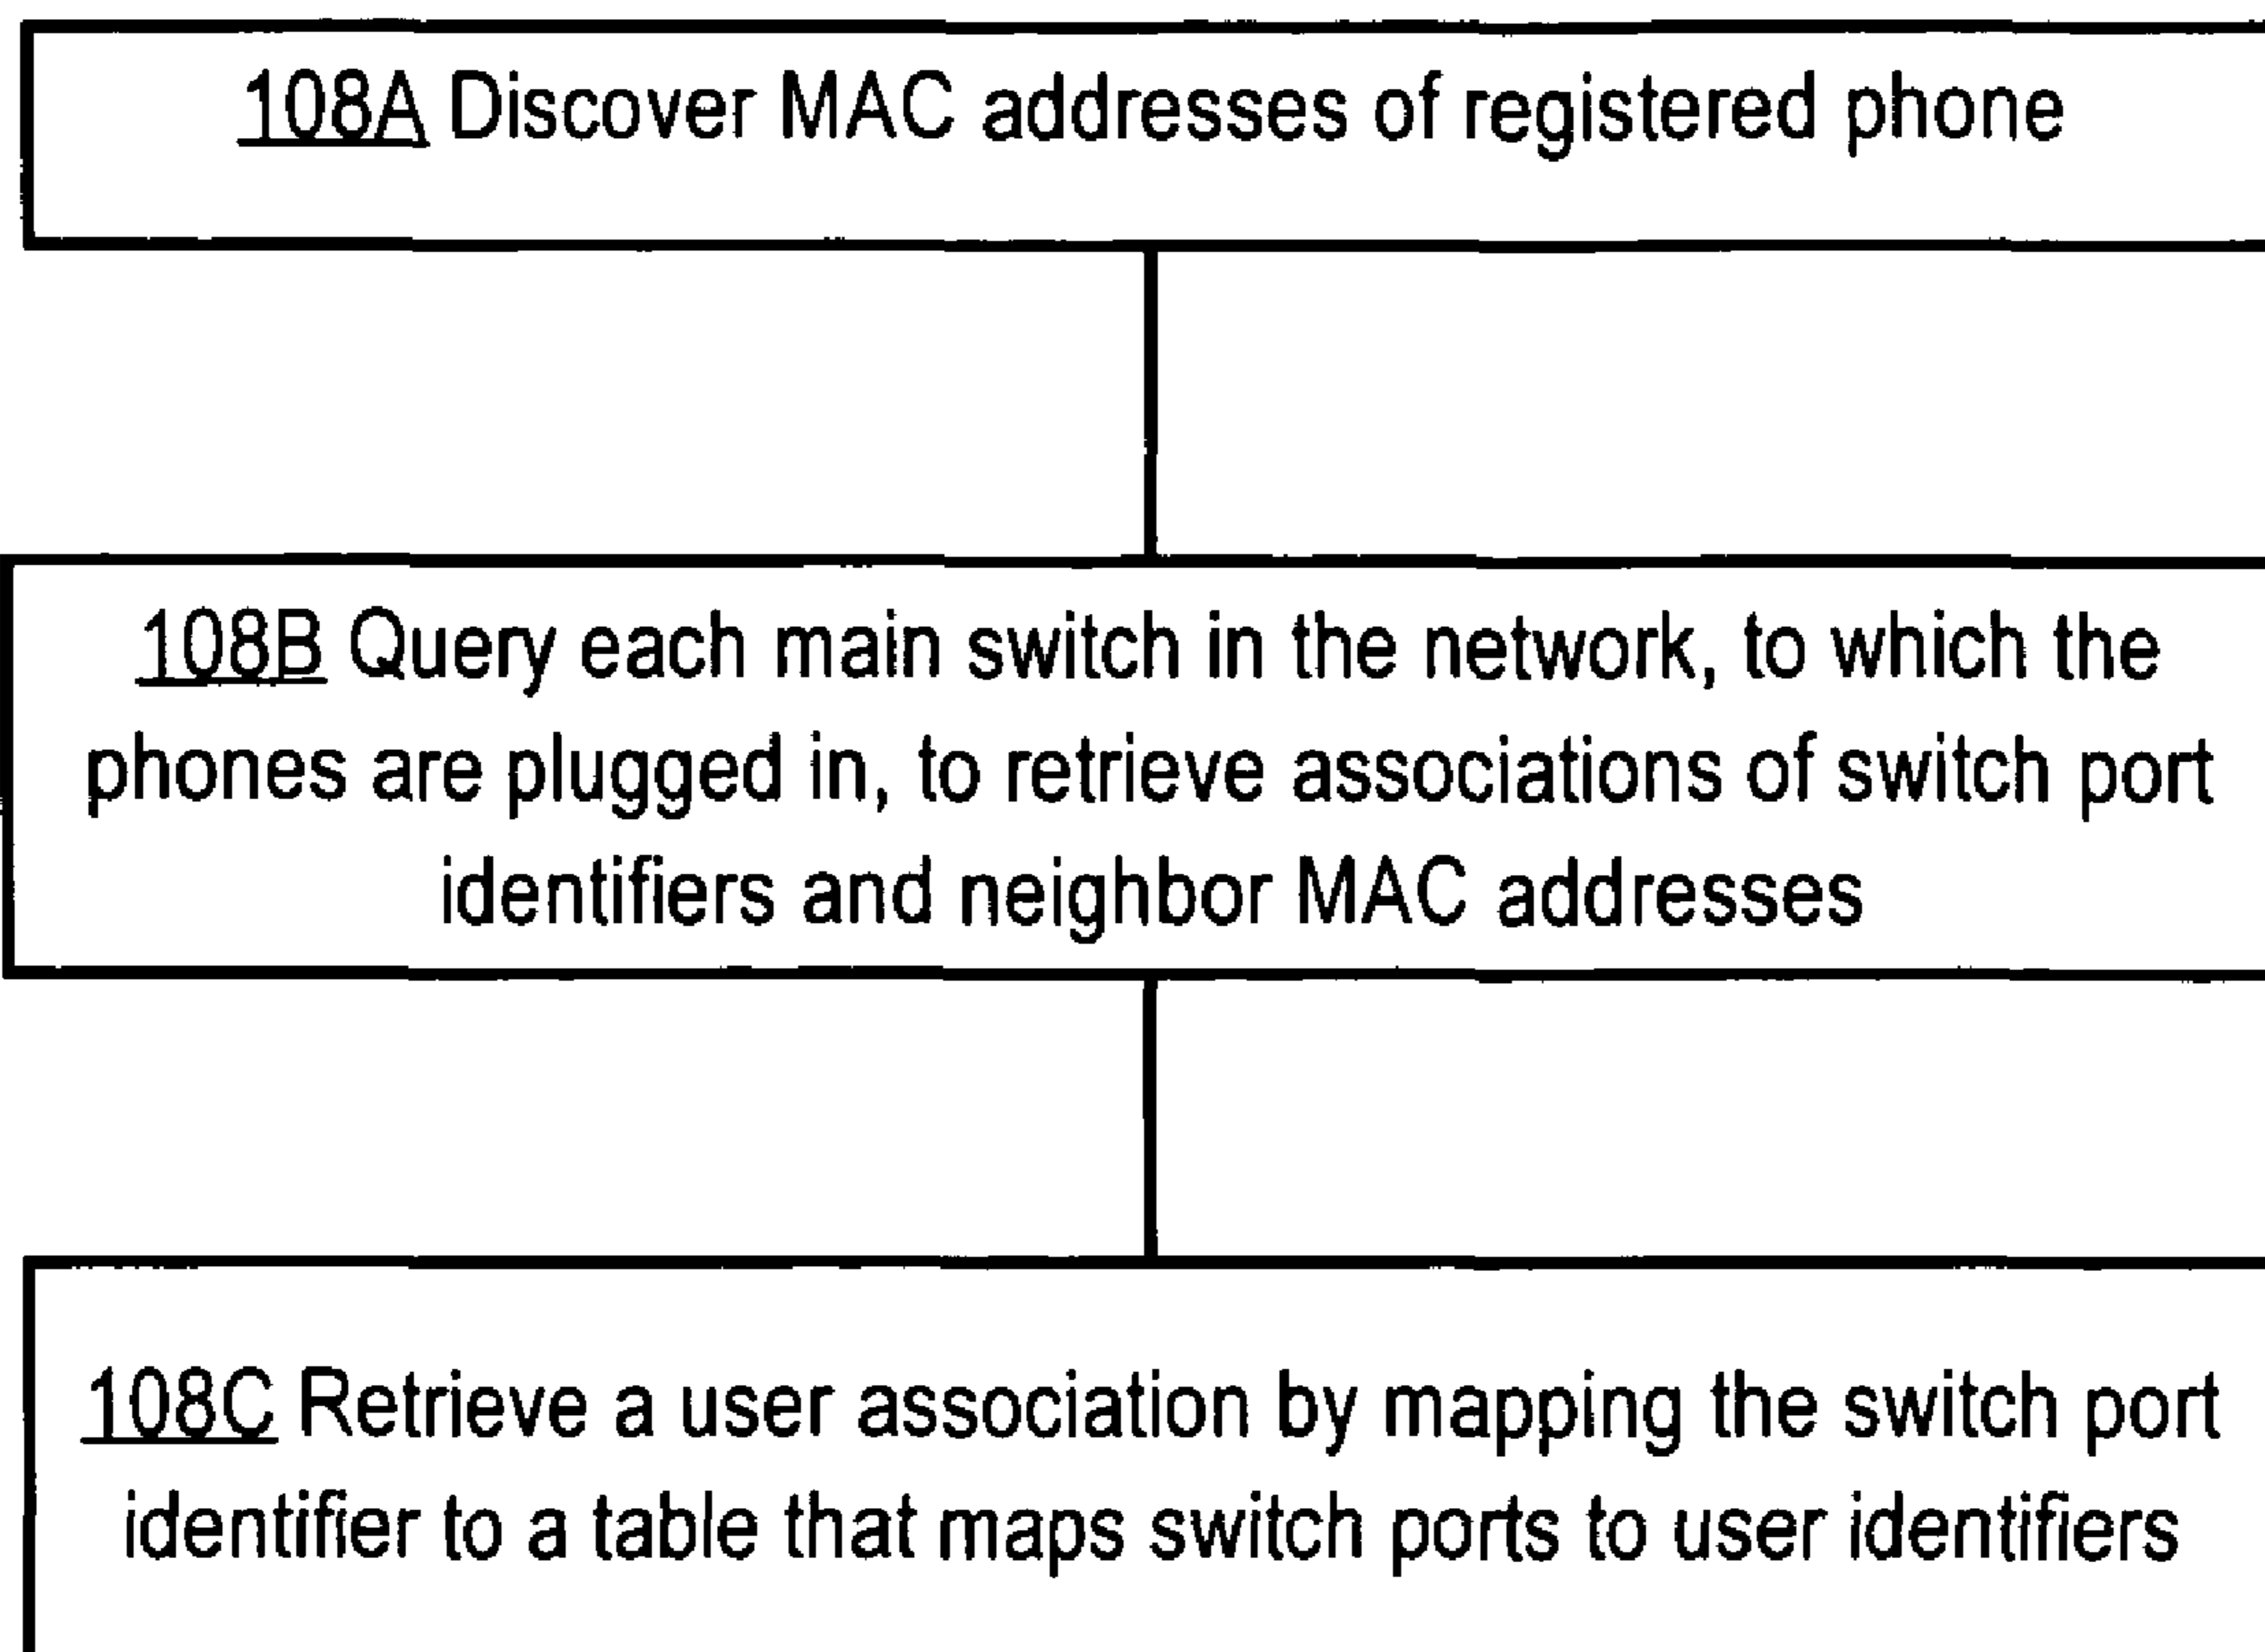 108A Discover MAC addresses of registered phone
108B Query each main switch in the network, to which the
phones are plugged in, to retrieve associations of switch port
identifiers and neighbor MAC addresses
108C Retrieve a user association by mapping the switch port
identifier to a table that maps switch ports to user identifiers